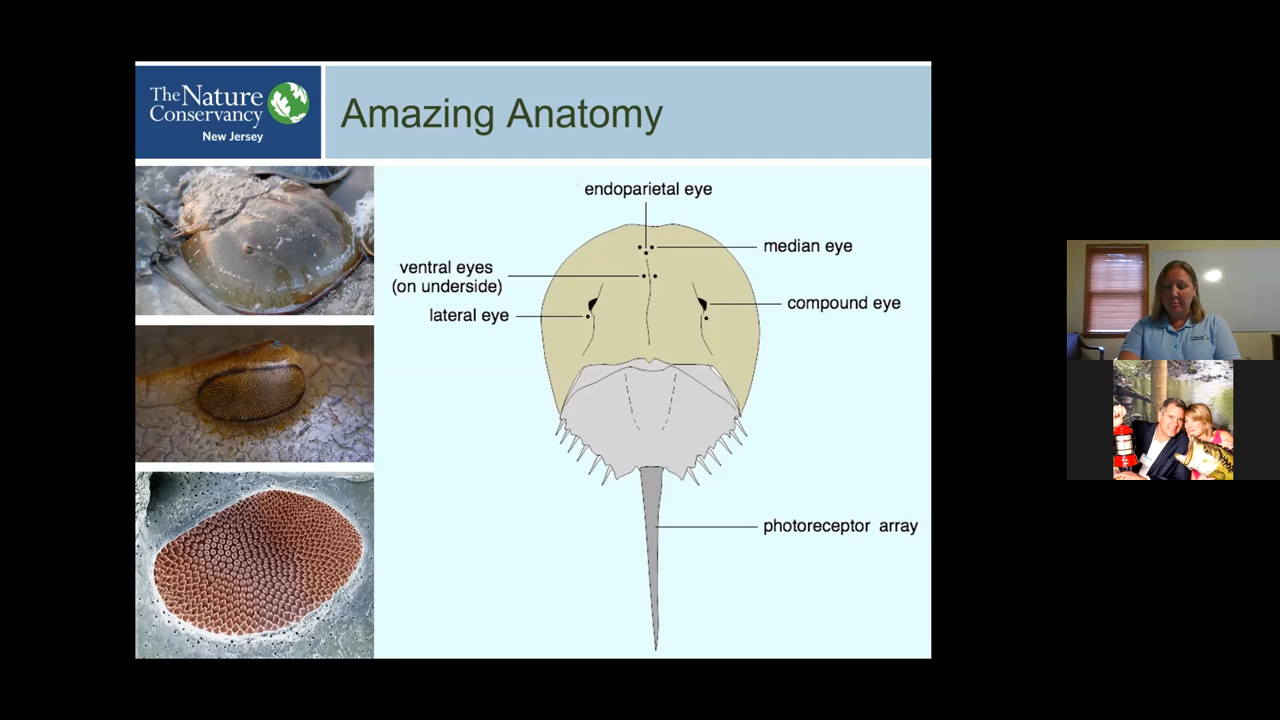 The Nature
Conservancy
New Jersey
Amazing Anatomy
endoparietal eye
median eye
ventral eyes
(on underside)
compound eye
lateral eye
photoreceptor array